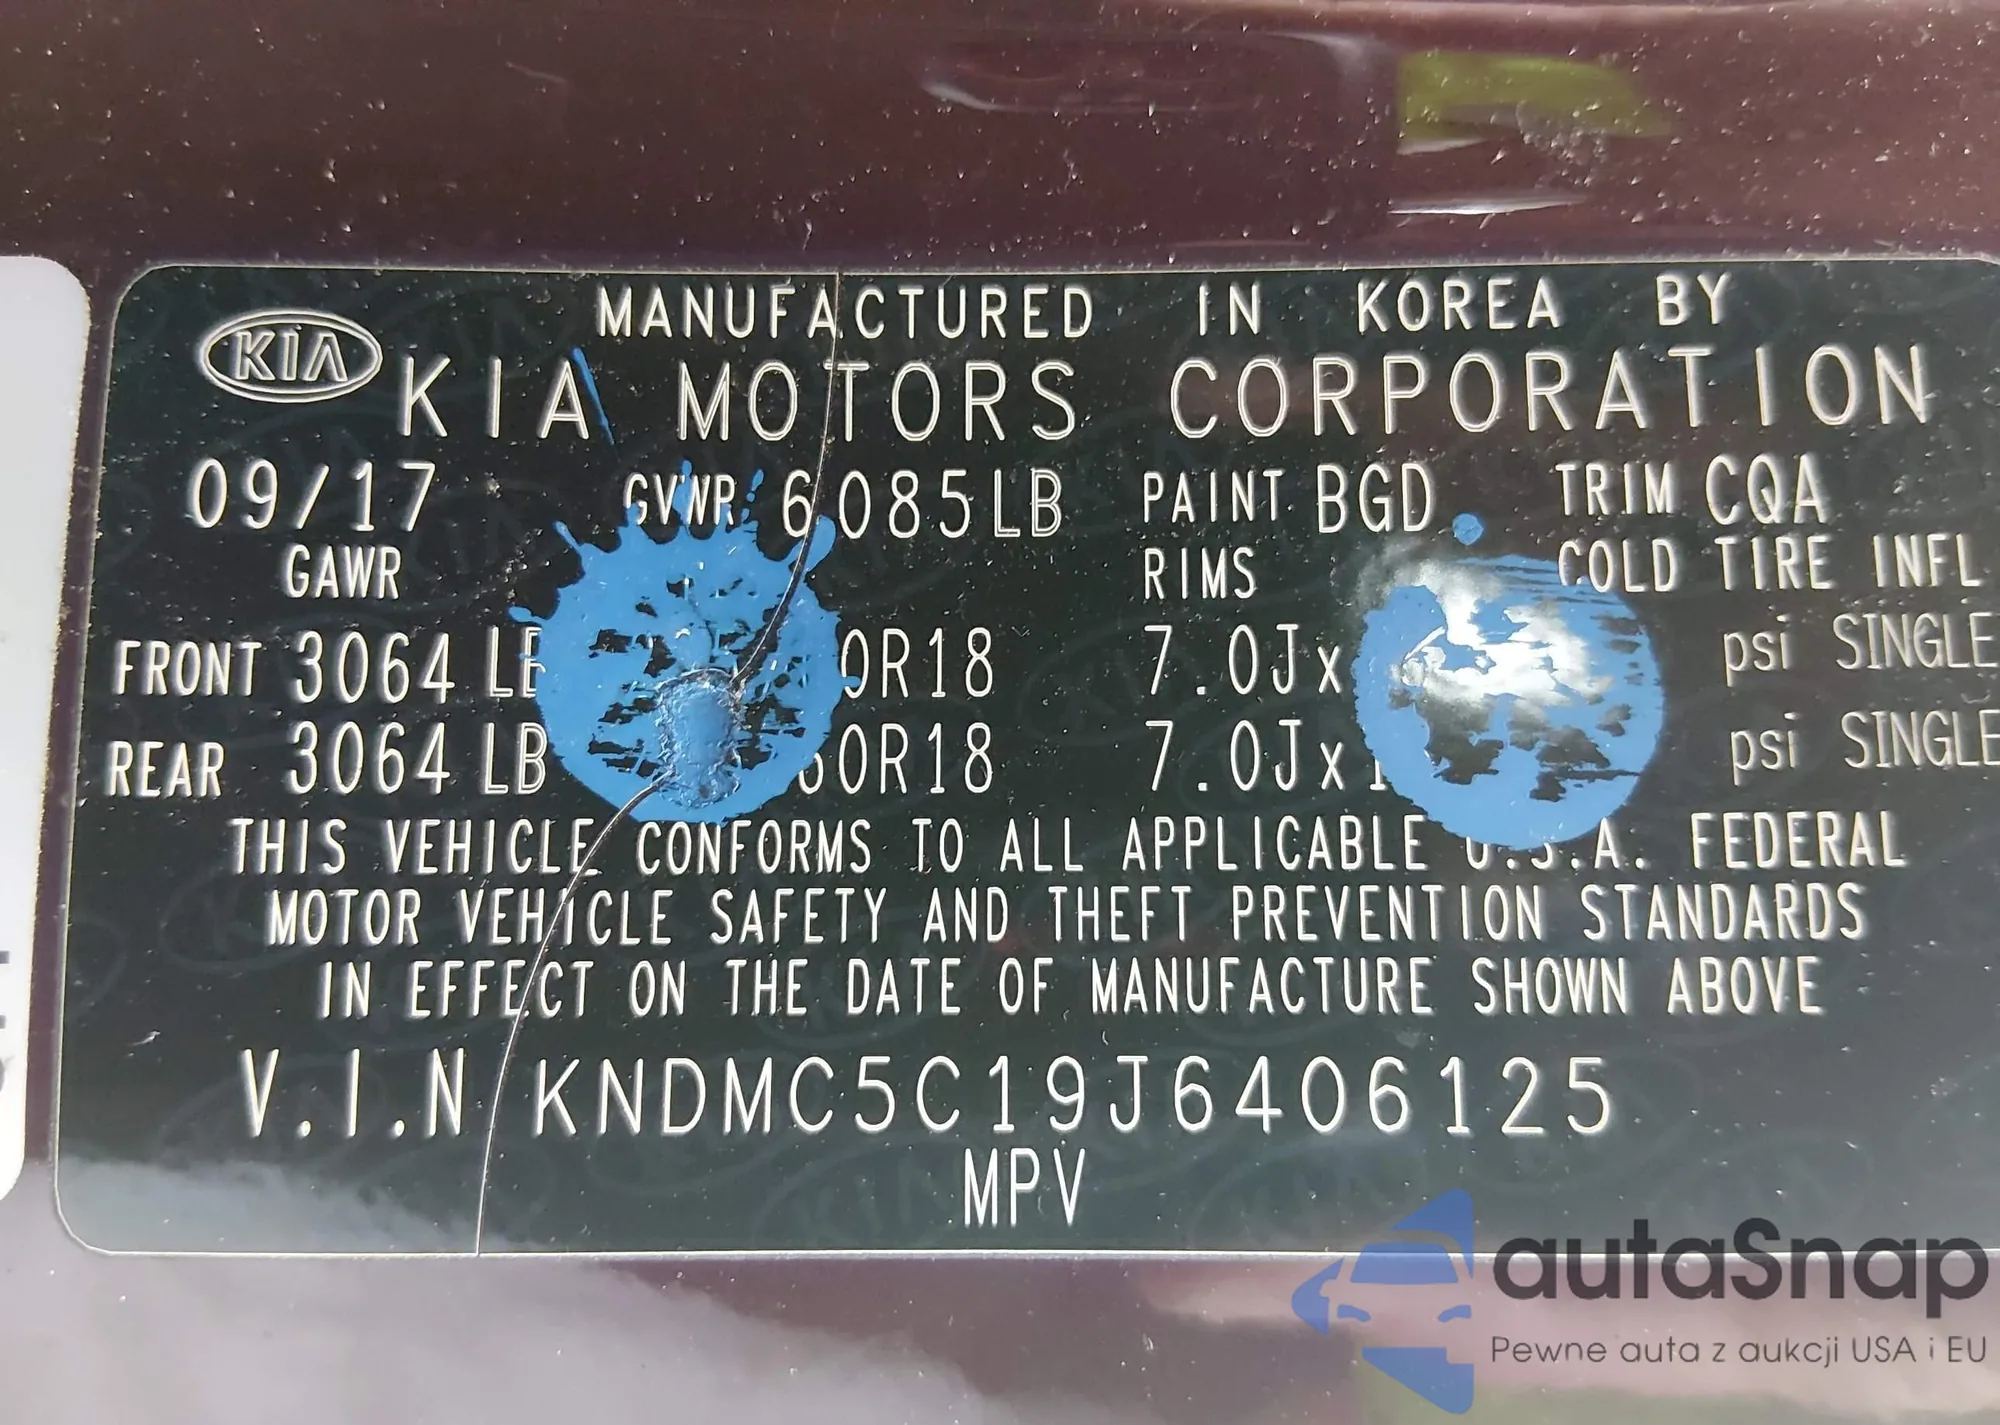 MANUFACTURED IN KOREA BY
KIA KIA MOTORS CORPORATION
09/17 GVWR 6085LB PAINT BGD TRIM CQA
GAWR RIMS COLD TIRE INFL
FRONT 3064 7.0Jx psi SINGLE
REAR 3064 LB 7.0Jx psi SINGLE
THIS VEHICLE CONFORMS TO ALL APPLICABLE U.S.A. FEDERAL
MOTOR VEHICLE SAFETY AND THEFT PREVENTION STANDARDS
IN EFFECT ON THE DATE OF MANUFACTURE SHOWN ABOVE
V.I.N KNDMC5C19J6406125
MPV
autaSnap
Pewne auta z aukcji USA i EU